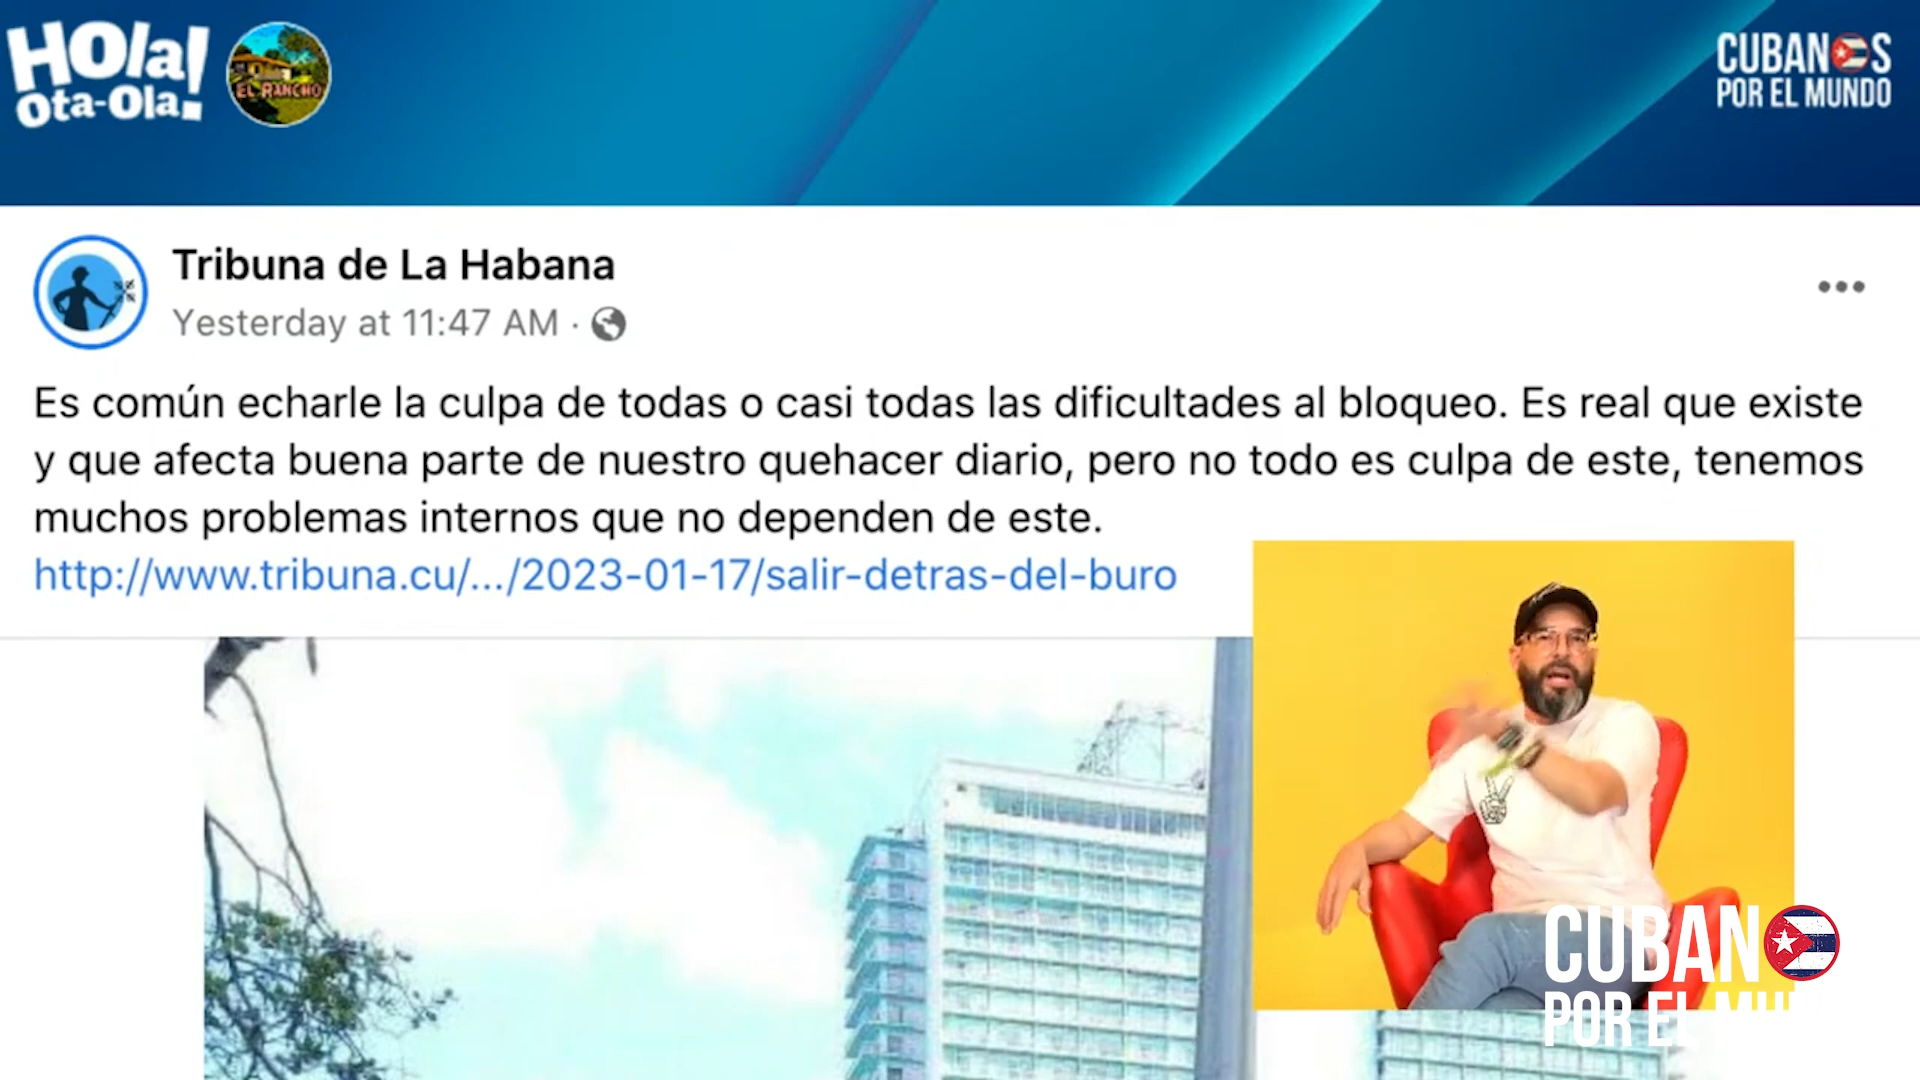 HOla!
Ota-Ola!
EL RANCHO
CUBANOS
POR EL MUNDO
Tribuna de La Habana
Yesterday at 11:47 AM ·
Es común echarle la culpa de todas o casi todas las dificultades al bloqueo. Es real que existe
y que afecta buena parte de nuestro quehacer diario, pero no todo es culpa de este, tenemos
muchos problemas internos que no dependen de este.
http://www.tribuna.cu/.../2023-01-17/salir-detras-del-buro
CUBANO
POR EL MU